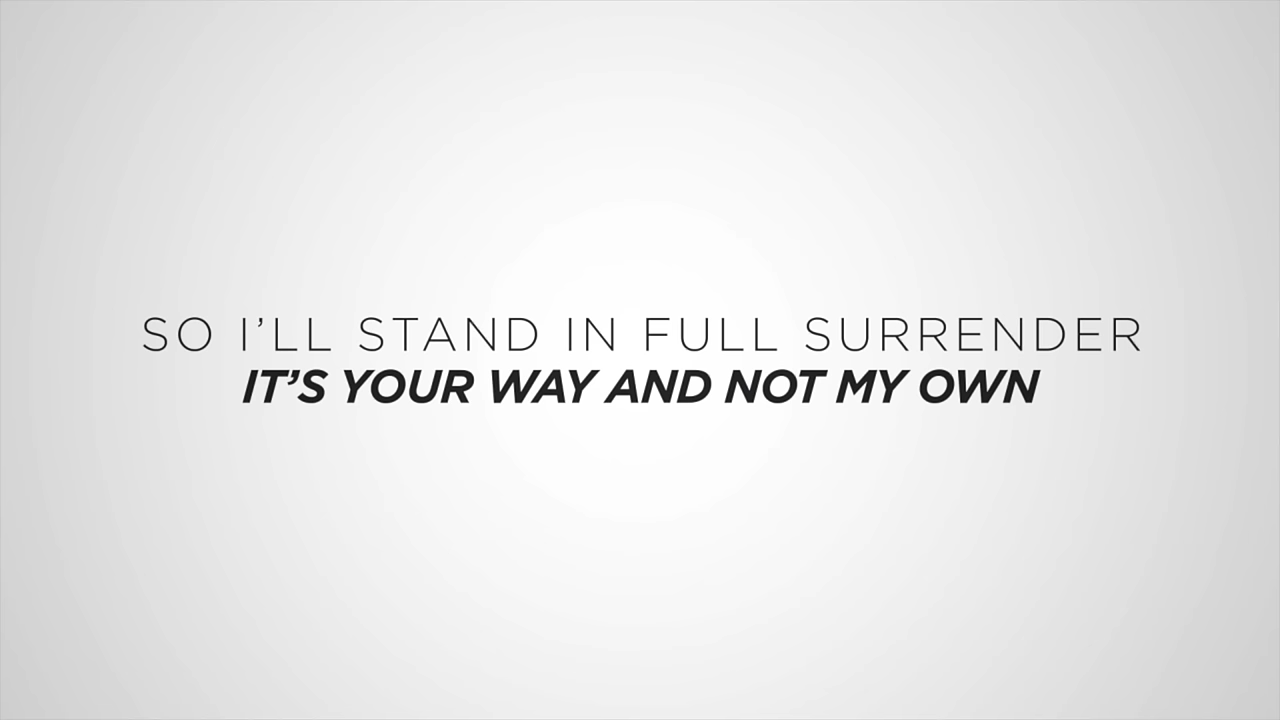 SO I’LL STAND IN FULL SURRENDER
IT’S YOUR WAY AND NOT MY OWN